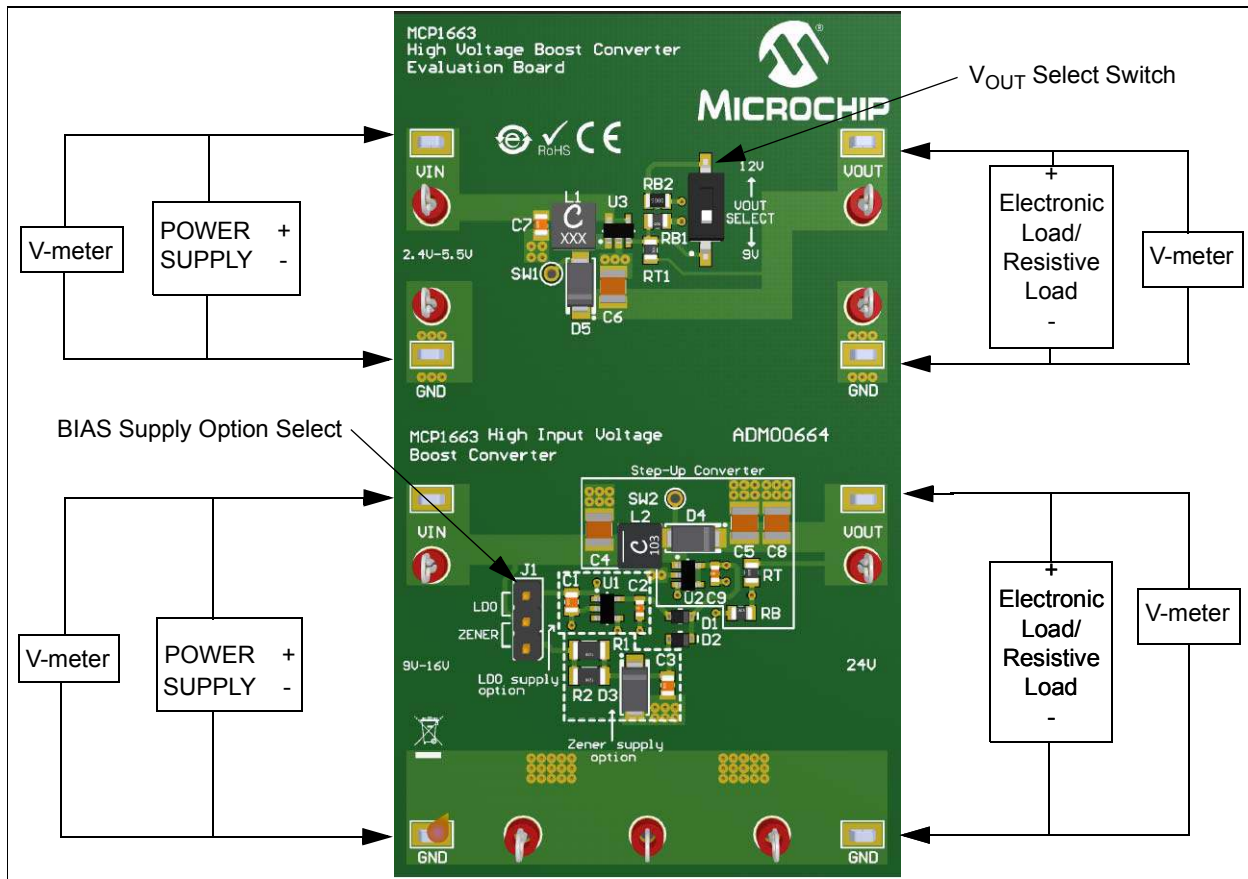 MCP1663
High Voltage Boost Converter
Evaluation Board
MICROCHIP
®
V_OUT Select Switch
RoHS
CE
e
VIN
VOUT
12V
VOUT
SELECT
9V
RB2
RB1
RT1
L1
U3
C7
C
XXX
2.4V-5.5V
SW1
D5
C6
GND
GND
V-meter
POWER +
SUPPLY -
+
Electronic
Load/
Resistive
Load
-
V-meter
BIAS Supply Option Select
MCP1663 High Input Voltage
Boost Converter
ADM00664
Step-Up Converter
SW2
L2
D4
C
103
C4
C5
C8
VIN
VOUT
J1
LDO
ZENER
C1
U1
C2
U2
C9
RT
RB
D1
D2
R1
R2
D3
C3
9V-16V
LDO supply
option
24V
Zener supply
option
GND
GND
V-meter
POWER +
SUPPLY -
+
Electronic
Load/
Resistive
Load
-
V-meter